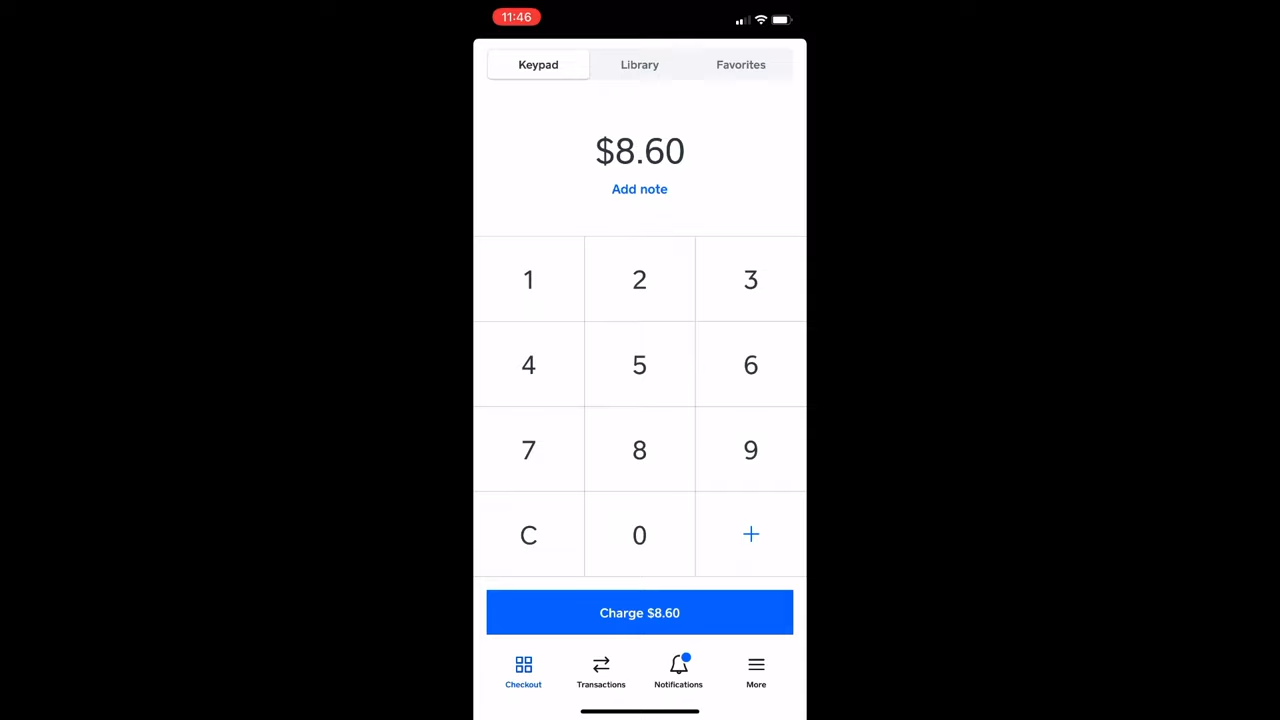 11:46
Keypad Library Favorites
$8.60
Add note
1 2 3
4 5 6
7 8 9
C 0 +
Charge $8.60
Checkout Transactions Notifications More